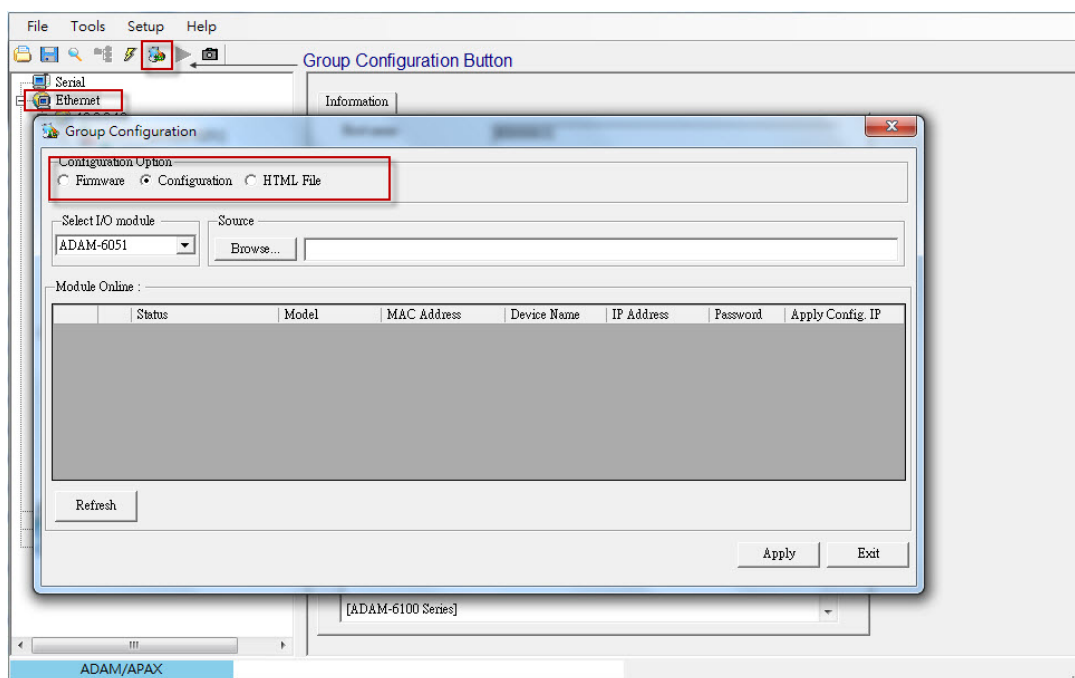 File Tools Setup Help
Group Configuration Button
Serial
Ethernet
Information
Group Configuration
Configuration Option
Firmware Configuration HTML File
Select I/O module Source
ADAM-6051 Browse...
Module Online :
Status Model MAC Address Device Name IP Address Password Apply Config. IP
Refresh
Apply Exit
[ADAM-6100 Series]
ADAM/APAX